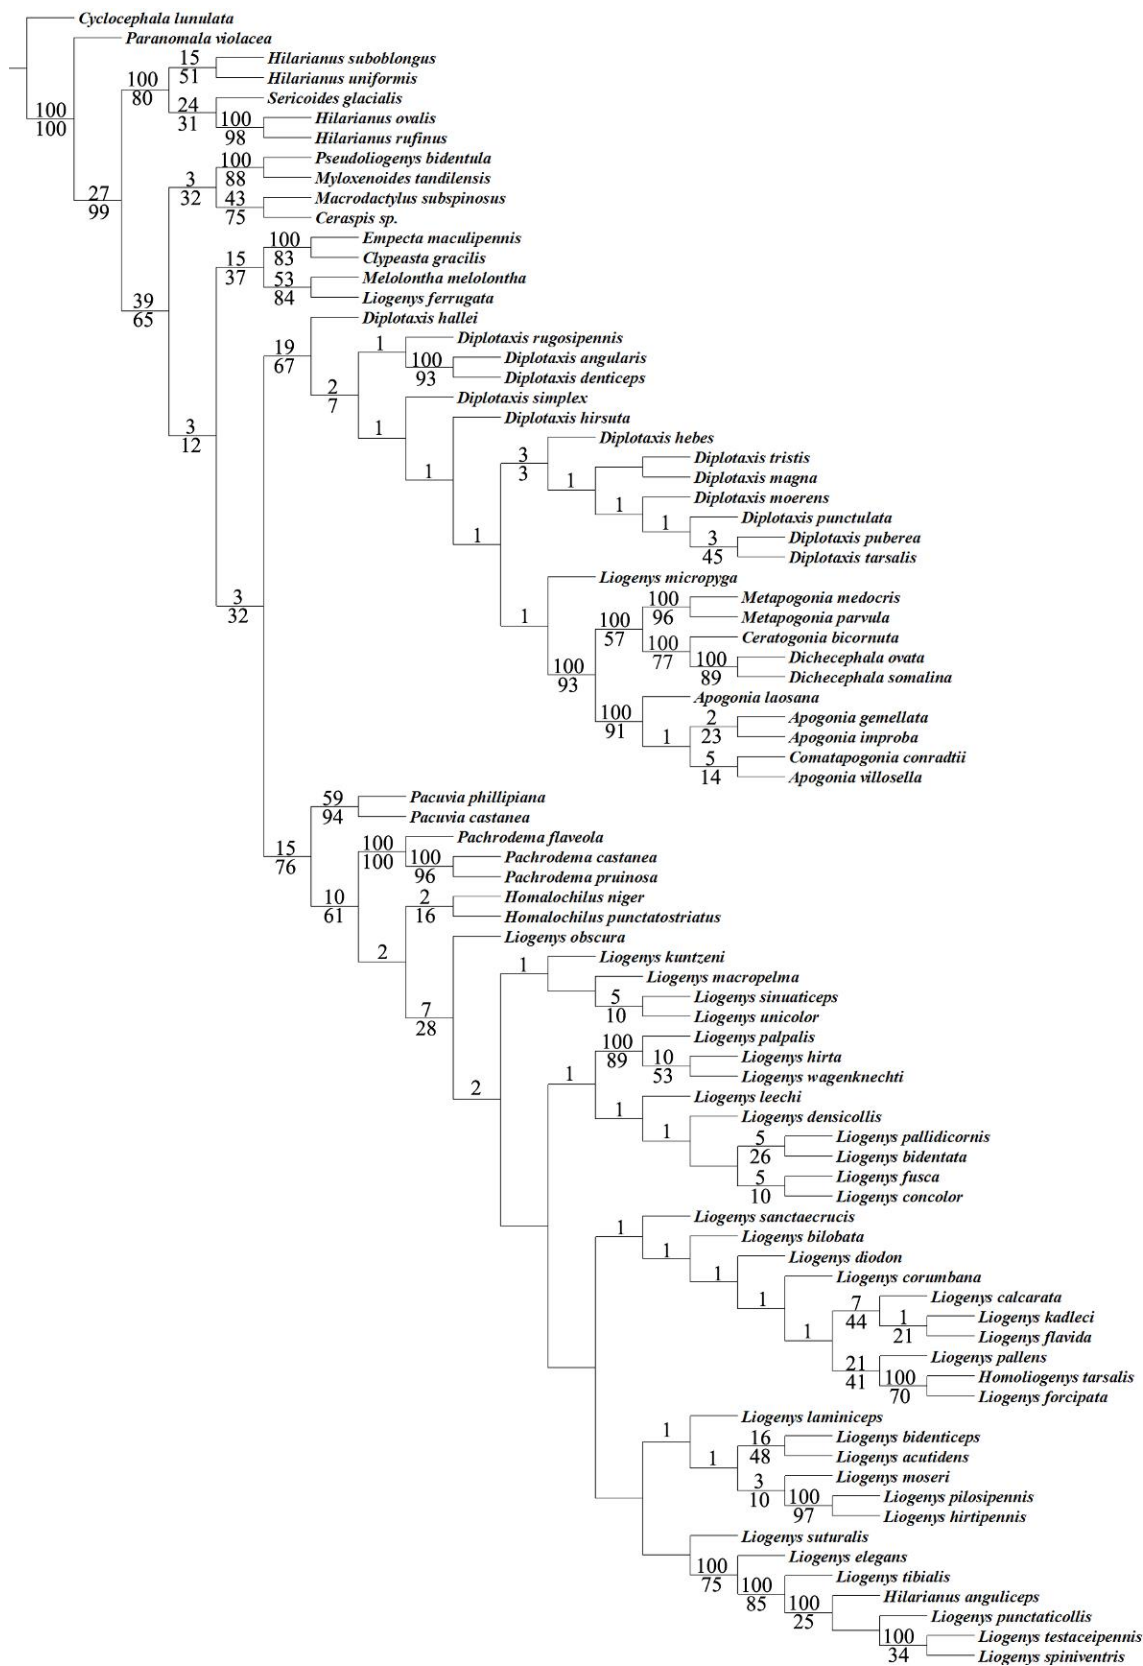 Cyclocephala lunulata
Paranomala violacea
15
Hilarianus suboblongus
51
Hilarianus uniformis
100
80
24
Sericoides glacialis
31
100
Hilarianus ovalis
98
Hilarianus rufinus
100
100
100
Pseudoliogenys bidentula
88
Myloxenoides tandilensis
3
32
43
Macrodactylus subspinosus
75
Ceraspis sp.
27
99
100
Empecta maculipennis
83
Clypeasta gracilis
15
37
53
Melolontha melolontha
84
Liogenys ferrugata
39
65
Diplotaxis hallei
19
67
1
Diplotaxis rugosipennis
100
Diplotaxis angularis
93
Diplotaxis denticeps
2
7
Diplotaxis simplex
1
Diplotaxis hirsuta
3
12
1
Diplotaxis hebes
3
3
Diplotaxis tristis
1
Diplotaxis magna
Diplotaxis moerens
1
Diplotaxis punctulata
1
3
Diplotaxis puberea
45
Diplotaxis tarsalis
1
Liogenys micropyga
3
32
1
100
Metapogonia medocris
96
Metapogonia parvula
100
57
100
Ceratogonia bicornuta
77
100
Dichecephala ovata
89
Dichecephala somalina
100
93
Apogonia laosana
100
91
2
Apogonia gemellata
23
Apogonia improba
1
5
Comatapogonia conradtii
14
Apogonia villosella
59
Pacuvia phillipiana
94
Pacuvia castanea
15
76
100
Pachrodema flaveola
100
100
Pachrodema castanea
96
Pachrodema pruinosa
10
61
2
Homalochilus niger
16
Homalochilus punctatostriatus
2
Liogenys obscura
7
28
1
Liogenys kuntzeni
Liogenys macropelma
5
Liogenys sinuaticeps
10
Liogenys unicolor
2
100
Liogenys palpalis
89
10
Liogenys hirta
53
Liogenys wagenknechti
1
Liogenys leechi
1
Liogenys densicollis
1
5
Liogenys pallidicornis
26
Liogenys bidentata
5
Liogenys fusca
10
Liogenys concolor
1
Liogenys sanctaecrucis
1
Liogenys bilobata
1
Liogenys diodon
1
Liogenys corumbana
1
7
Liogenys calcarata
44
1
Liogenys kadleci
21
Liogenys flavida
21
Liogenys pallens
41
100
Homoliogenys tarsalis
70
Liogenys forcipata
1
Liogenys laminiceps
1
16
Liogenys bidenticeps
48
Liogenys acutidens
3
Liogenys moseri
10
100
Liogenys pilosipennis
97
Liogenys hirtipennis
Liogenys suturalis
100
75
Liogenys elegans
100
85
Liogenys tibialis
100
25
Hilarianus anguliceps
Liogenys punctaticollis
100
Liogenys testaceipennis
34
Liogenys spiniventris